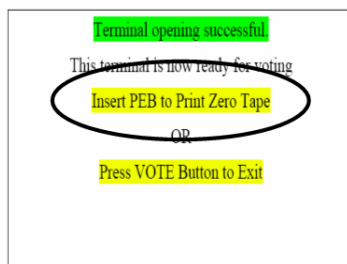 Terminal opening successful.
This terminal is now ready for voting
Insert PEB to Print Zero Tape
OR
Press VOTE Button to Exit